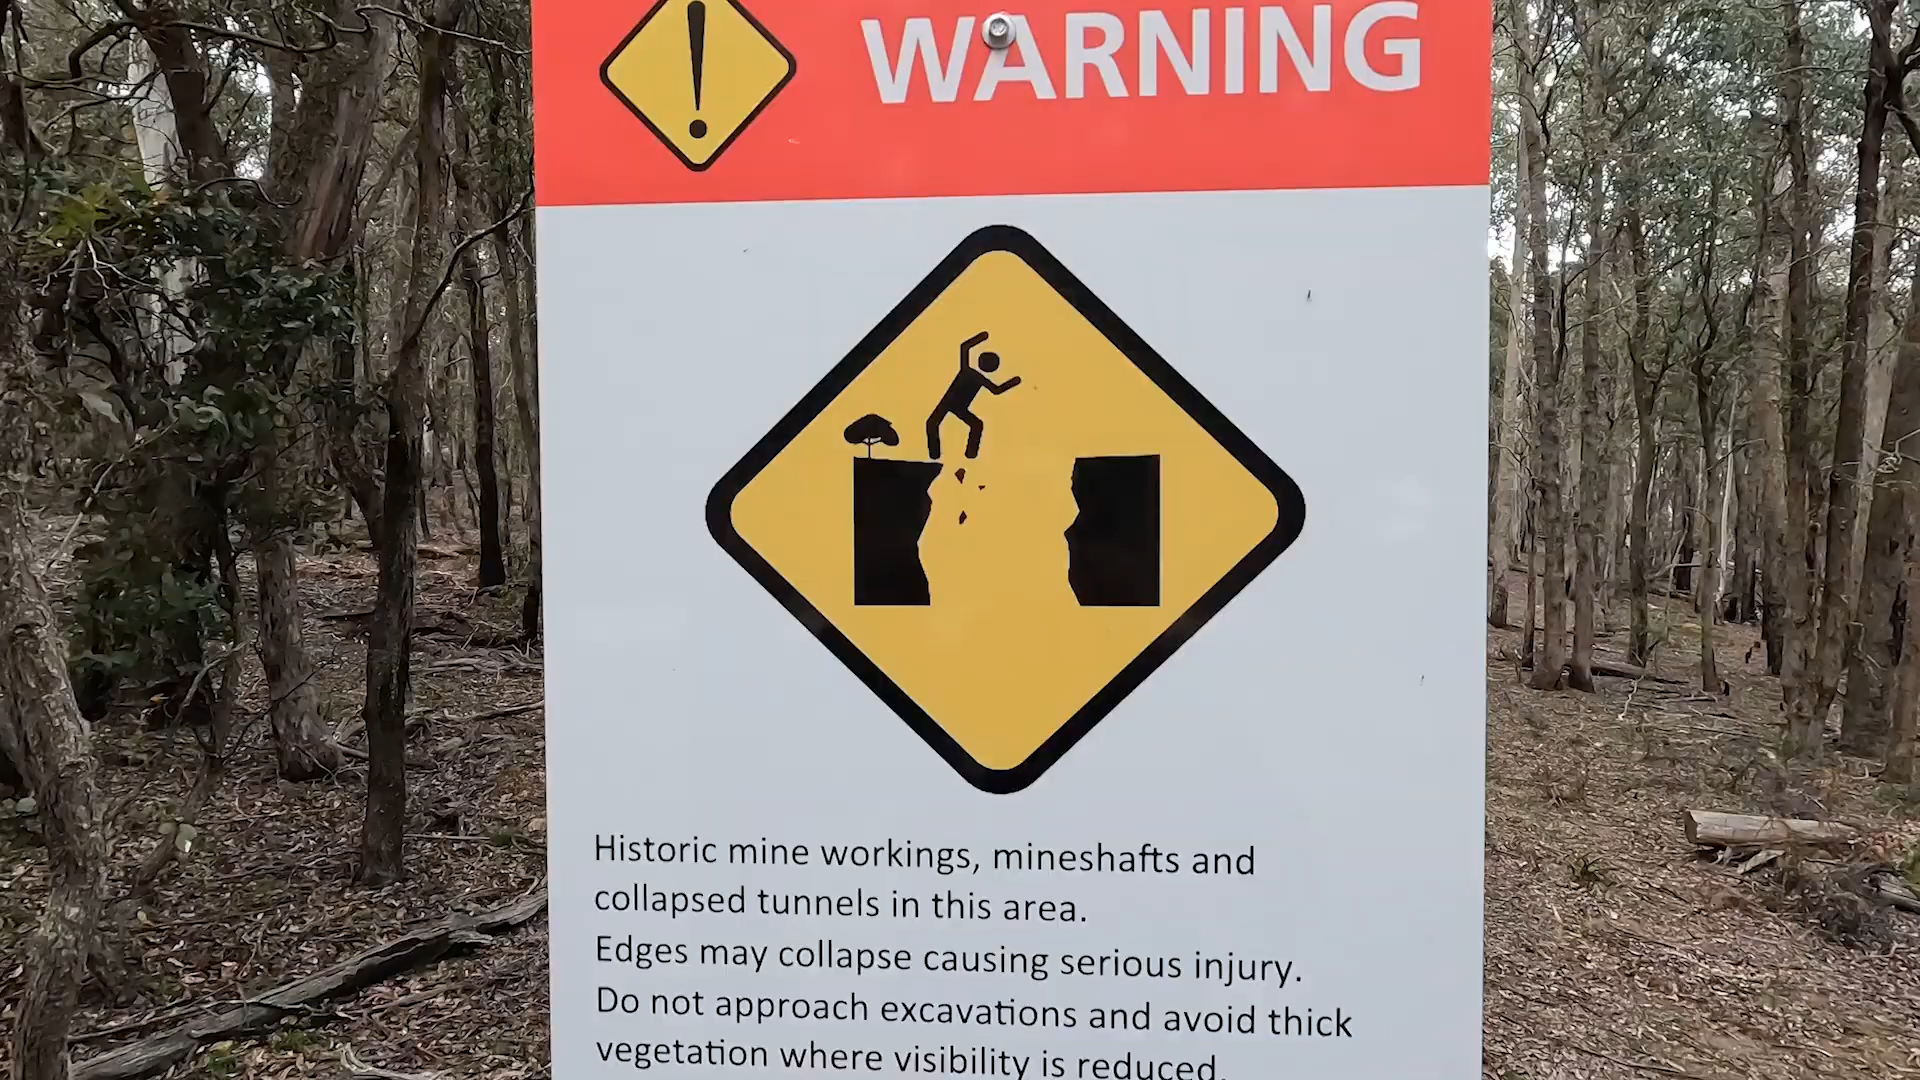 WARNING
Historic mine workings, mineshafts and
collapsed tunnels in this area.
Edges may collapse causing serious injury.
Do not approach excavations and avoid thick
vegetation where visibility is reduced.